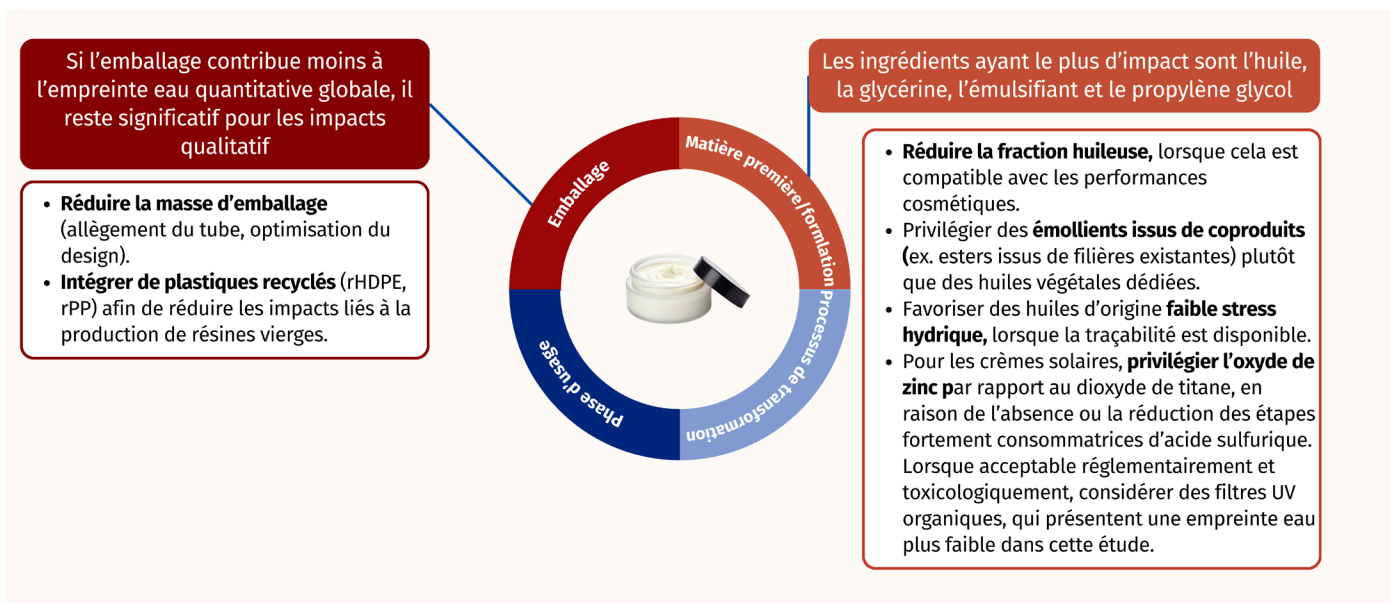 Si l’emballage contribue moins à
l’empreinte eau quantitative globale, il
reste significatif pour les impacts
qualitatif
• Réduire la masse d’emballage
(allègement du tube, optimisation du
design).
• Intégrer de plastiques recyclés (rHDPE,
rPP) afin de réduire les impacts liés à la
production de résines vierges.
Emballage
Matière première/formlation
Phase d’usage
Processus de transformation
Les ingrédients ayant le plus d’impact sont l’huile,
la glycérine, l’émulsifiant et le propylène glycol
• Réduire la fraction huileuse, lorsque cela est
compatible avec les performances
cosmétiques.
• Privilégier des émollients issus de coproduits
(ex. esters issus de filières existantes) plutôt
que des huiles végétales dédiées.
• Favoriser des huiles d’origine faible stress
hydrique, lorsque la traçabilité est disponible.
• Pour les crèmes solaires, privilégier l’oxyde de
zinc par rapport au dioxyde de titane, en
raison de l’absence ou la réduction des étapes
fortement consommatrices d’acide sulfurique.
Lorsque acceptable réglementairement et
toxicologiquement, considérer des filtres UV
organiques, qui présentent une empreinte eau
plus faible dans cette étude.